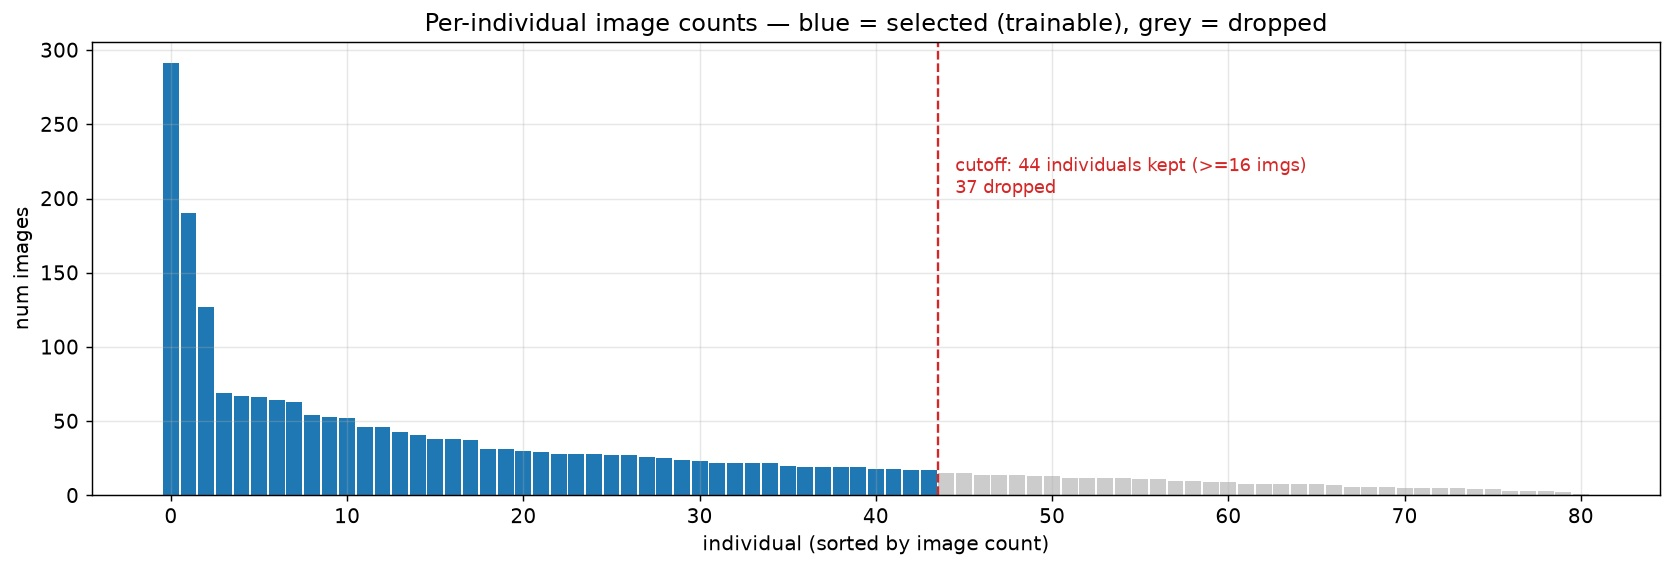 Per-individual image counts — blue = selected (trainable), grey = dropped
300
250
200
150
100
50
0
num images
cutoff: 44 individuals kept (>=16 imgs)
37 dropped
0 10 20 30 40 50 60 70 80
individual (sorted by image count)